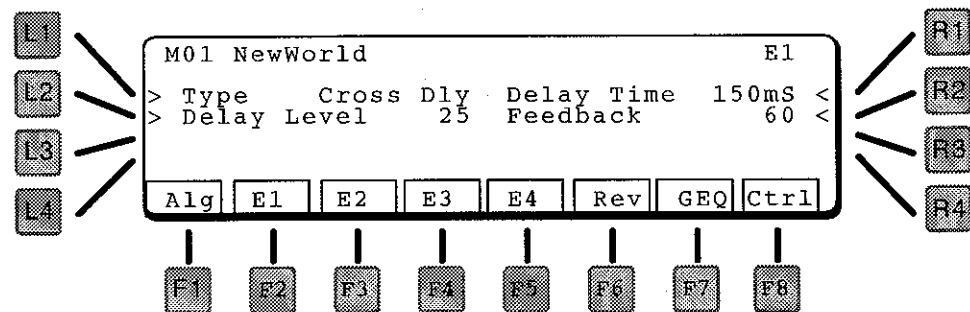 L1
L2
L3
L4
M01 NewWorld E1
> Type Cross Dly Delay Time 150mS <
> Delay Level 25 Feedback 60 <
Alg E1 E2 E3 E4 Rev GEQ Ctrl
R1
R2
R3
R4
F1 F2 F3 F4 F5 F6 F7 F8